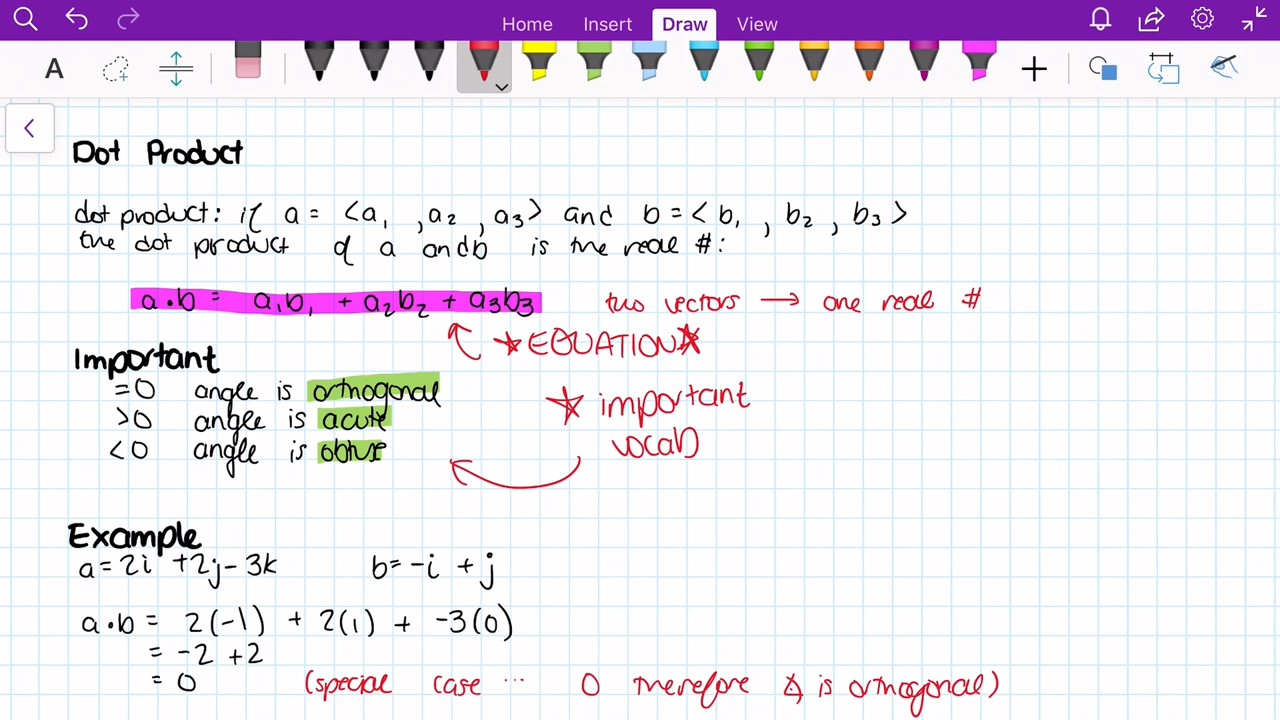 Home Insert Draw View
A
Dot Product
dot product: if a = <a₁, a₂, a₃> and b = <b₁, b₂, b₃>
the dot product of a and b is the real #:
a·b = a₁b₁ + a₂b₂ + a₃b₃ two vectors → one real #
★EQUATION★
Important
=0 angle is orthogonal
>0 angle is acute
<0 angle is obtuse
★ important
vocab
Example
a = 2i + 2j - 3k b = -i + j
a·b = 2(-1) + 2(1) + -3(0)
= -2 + 2
= 0 (special case ... 0 therefore ∡ is orthogonal)